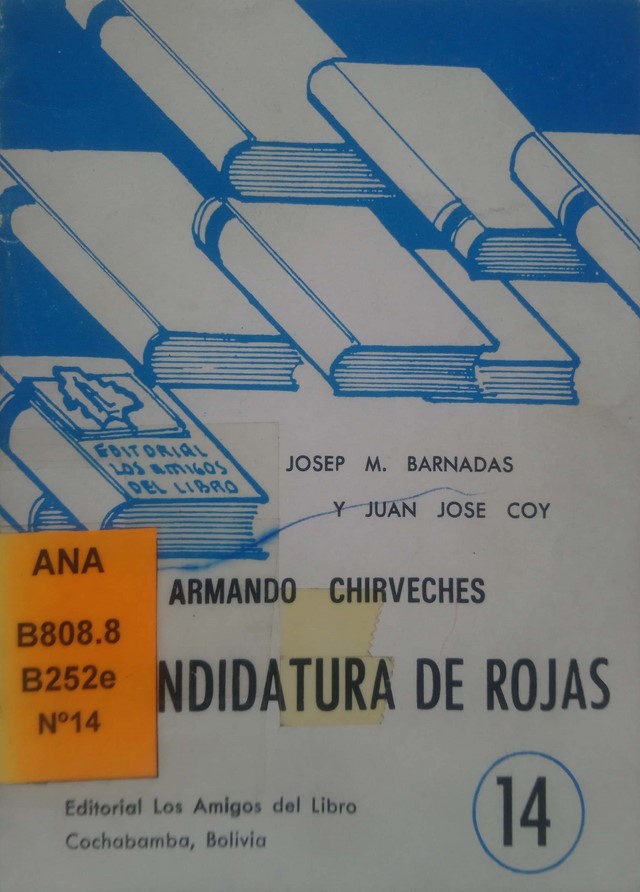 EDITORIAL
LOS AMIGOS
DEL LIBRO
JOSEP M. BARNADAS
Y JUAN JOSE COY
ANA
B808.8
B252e
Nº14
ARMANDO CHIRVECHES
NDIDATURA DE ROJAS
Editorial Los Amigos del Libro
Cochabamba, Bolivia
14